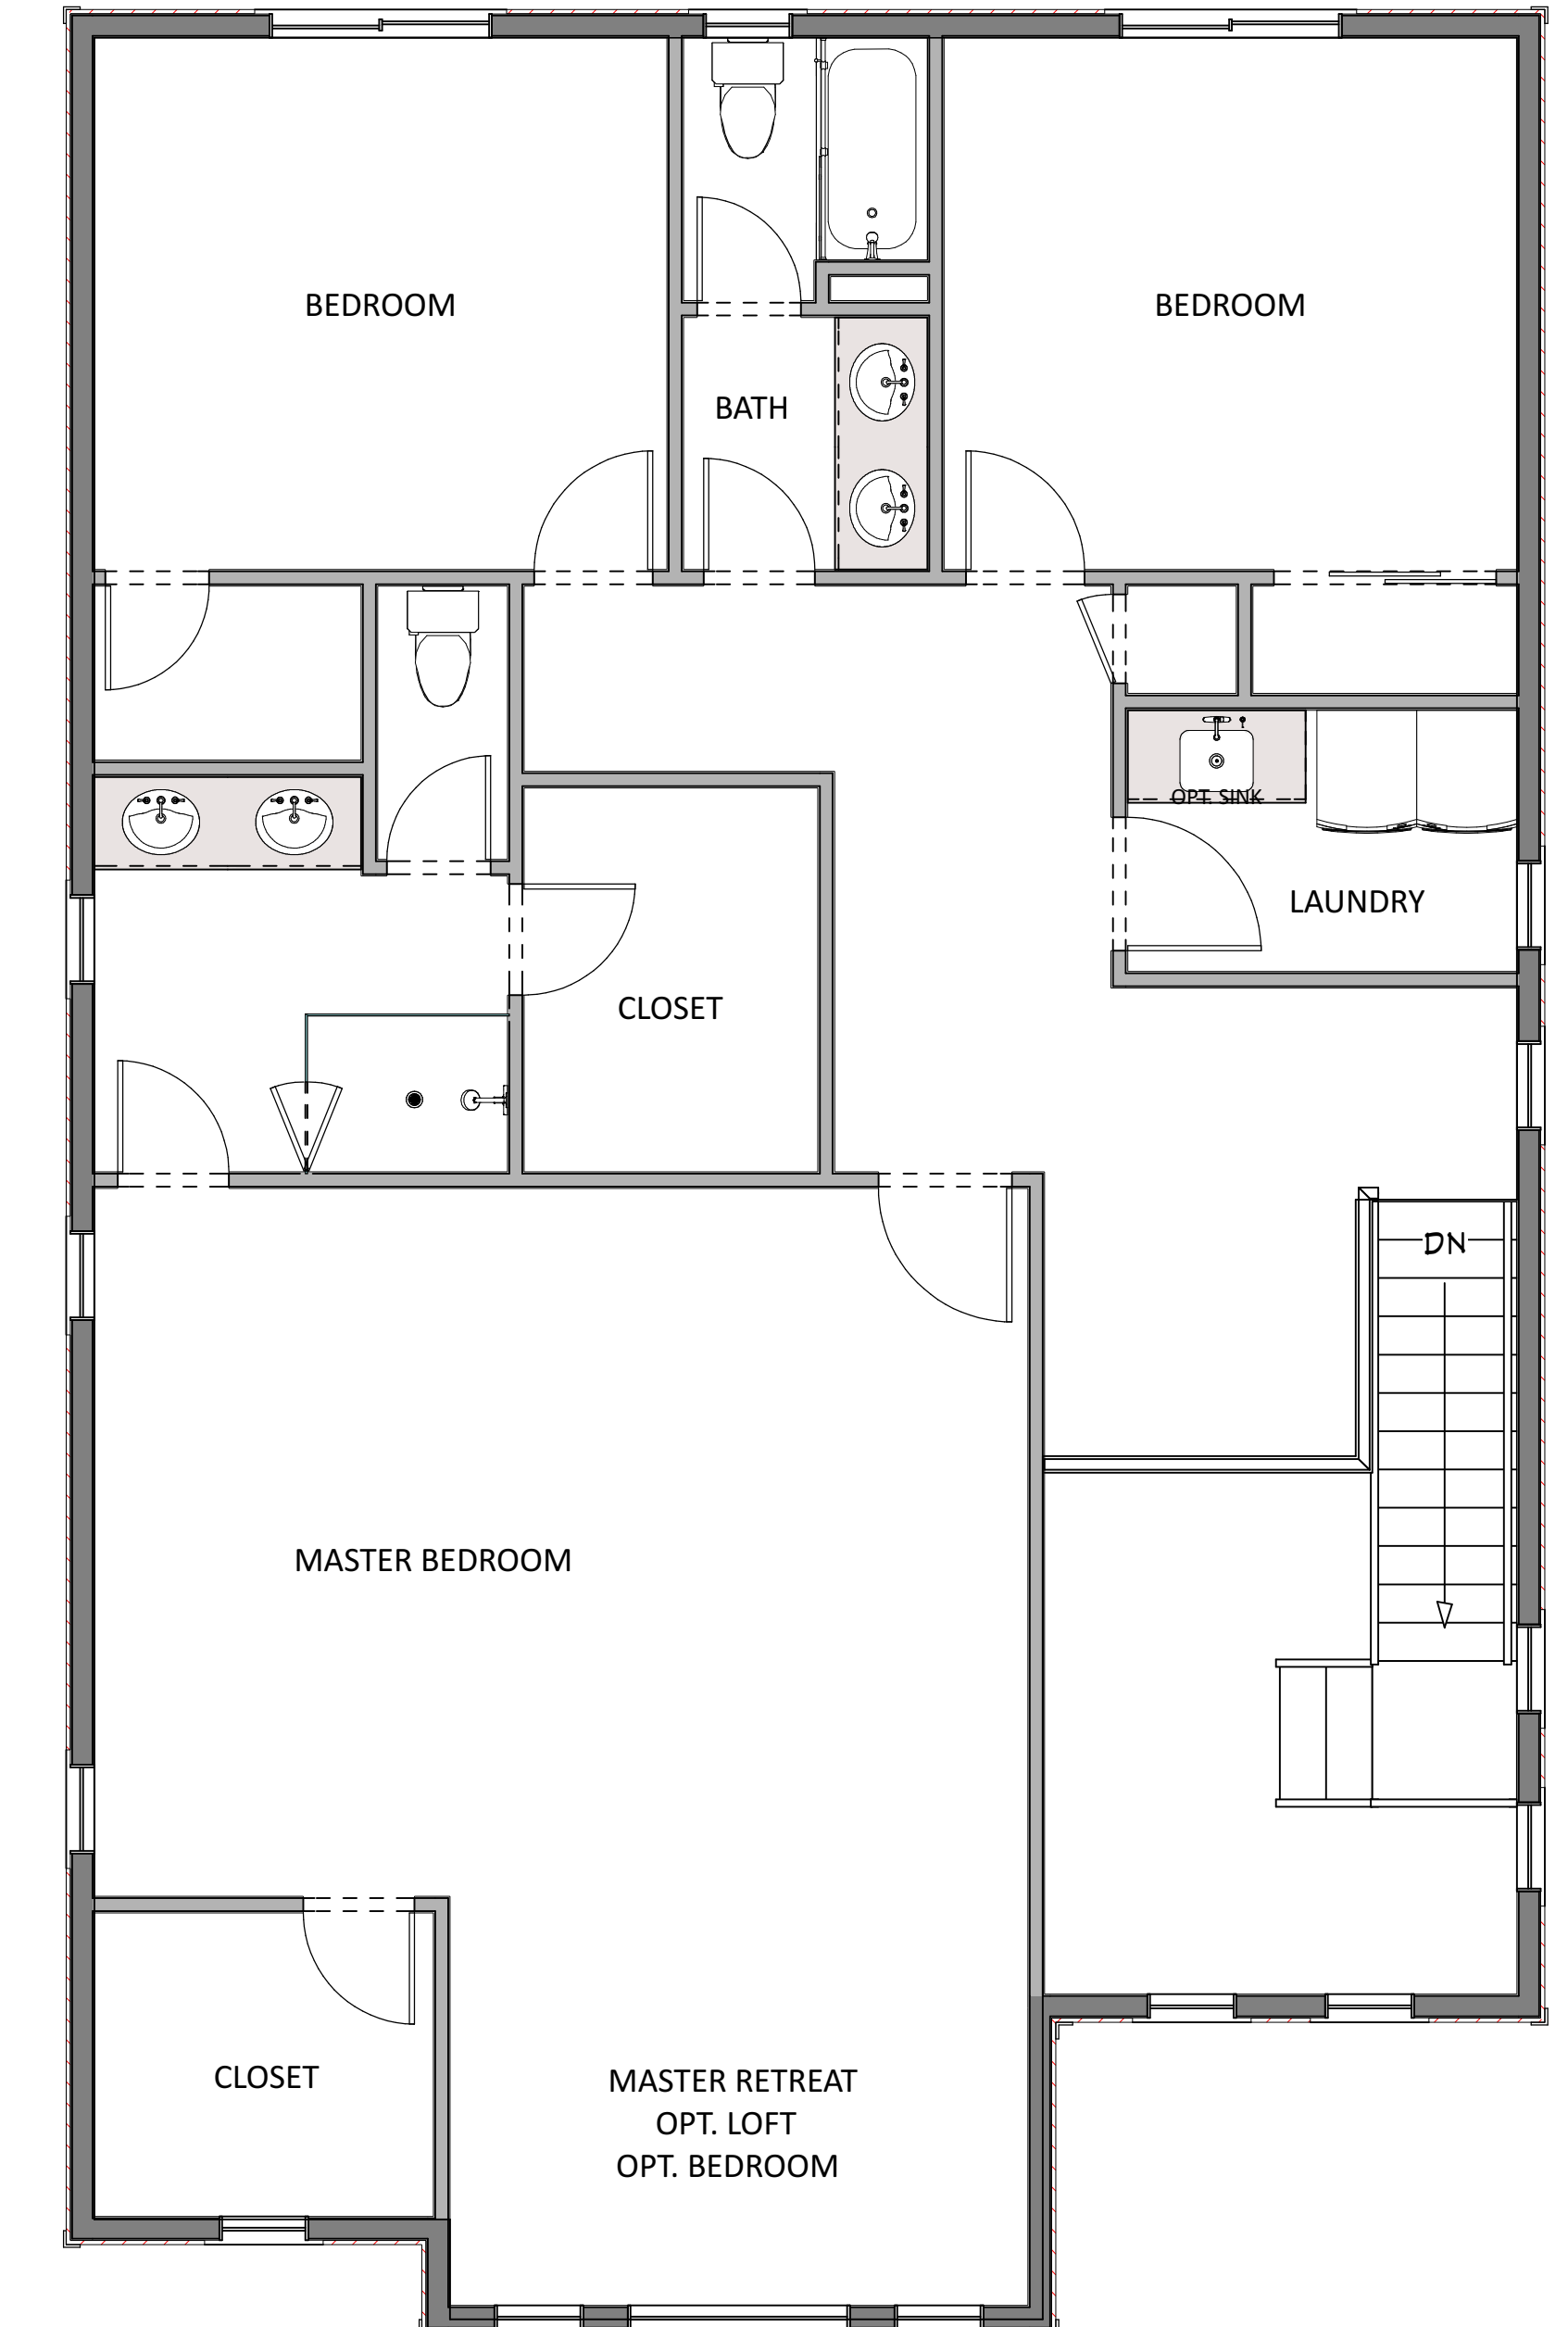 BEDROOM
BEDROOM
BATH
OPT. SINK
LAUNDRY
CLOSET
DN
MASTER BEDROOM
CLOSET
MASTER RETREAT
OPT. LOFT
OPT. BEDROOM